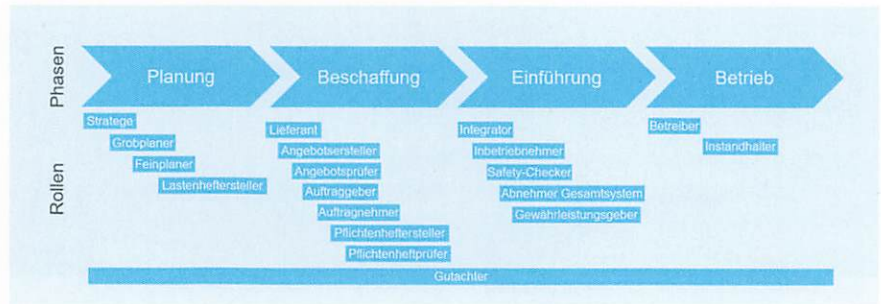 Phasen
Planung
Beschaffung
Einführung
Betrieb
Rollen
Stratege
Grobplaner
Feinplaner
Lastenheftersteller
Lieferant
Angebotsersteller
Angebotsprüfer
Auftraggeber
Auftragnehmer
Pflichtenheftersteller
Pflichtenheftprüfer
Integrator
Inbetriebnehmer
Safety-Checker
Abnehmer Gesamtsystem
Gewährleistungsgeber
Betreiber
Instandhalter
Gutachter